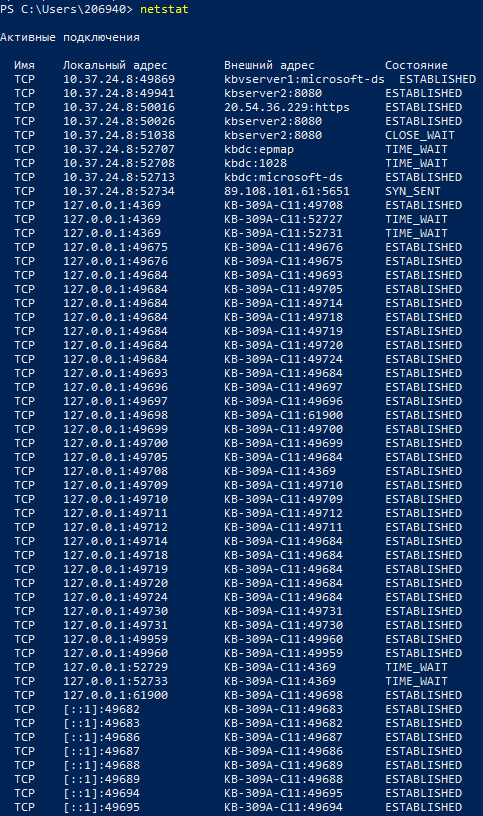 PS C:\Users\206940> netstat
Активные подключения
Имя Локальный адрес Внешний адрес Состояние
TCP 10.37.24.8:49869 kbvserver1:microsoft-ds ESTABLISHED
TCP 10.37.24.8:49941 kbserver2:8080 ESTABLISHED
TCP 10.37.24.8:50016 20.54.36.229:https ESTABLISHED
TCP 10.37.24.8:50026 kbserver2:8080 ESTABLISHED
TCP 10.37.24.8:51038 kbserver2:8080 CLOSE_WAIT
TCP 10.37.24.8:52707 kbdc:epmap TIME_WAIT
TCP 10.37.24.8:52708 kbdc:1028 TIME_WAIT
TCP 10.37.24.8:52713 kbdc:microsoft-ds ESTABLISHED
TCP 10.37.24.8:52734 89.108.101.61:5651 SYN_SENT
TCP 127.0.0.1:4369 KB-309A-C11:49708 ESTABLISHED
TCP 127.0.0.1:4369 KB-309A-C11:52727 TIME_WAIT
TCP 127.0.0.1:4369 KB-309A-C11:52731 TIME_WAIT
TCP 127.0.0.1:49675 KB-309A-C11:49676 ESTABLISHED
TCP 127.0.0.1:49676 KB-309A-C11:49675 ESTABLISHED
TCP 127.0.0.1:49684 KB-309A-C11:49693 ESTABLISHED
TCP 127.0.0.1:49684 KB-309A-C11:49705 ESTABLISHED
TCP 127.0.0.1:49684 KB-309A-C11:49714 ESTABLISHED
TCP 127.0.0.1:49684 KB-309A-C11:49718 ESTABLISHED
TCP 127.0.0.1:49684 KB-309A-C11:49719 ESTABLISHED
TCP 127.0.0.1:49684 KB-309A-C11:49720 ESTABLISHED
TCP 127.0.0.1:49684 KB-309A-C11:49724 ESTABLISHED
TCP 127.0.0.1:49693 KB-309A-C11:49684 ESTABLISHED
TCP 127.0.0.1:49696 KB-309A-C11:49697 ESTABLISHED
TCP 127.0.0.1:49697 KB-309A-C11:49696 ESTABLISHED
TCP 127.0.0.1:49698 KB-309A-C11:61900 ESTABLISHED
TCP 127.0.0.1:49699 KB-309A-C11:49700 ESTABLISHED
TCP 127.0.0.1:49700 KB-309A-C11:49699 ESTABLISHED
TCP 127.0.0.1:49705 KB-309A-C11:49684 ESTABLISHED
TCP 127.0.0.1:49708 KB-309A-C11:4369 ESTABLISHED
TCP 127.0.0.1:49709 KB-309A-C11:49710 ESTABLISHED
TCP 127.0.0.1:49710 KB-309A-C11:49709 ESTABLISHED
TCP 127.0.0.1:49711 KB-309A-C11:49712 ESTABLISHED
TCP 127.0.0.1:49712 KB-309A-C11:49711 ESTABLISHED
TCP 127.0.0.1:49714 KB-309A-C11:49684 ESTABLISHED
TCP 127.0.0.1:49718 KB-309A-C11:49684 ESTABLISHED
TCP 127.0.0.1:49719 KB-309A-C11:49684 ESTABLISHED
TCP 127.0.0.1:49720 KB-309A-C11:49684 ESTABLISHED
TCP 127.0.0.1:49724 KB-309A-C11:49684 ESTABLISHED
TCP 127.0.0.1:49730 KB-309A-C11:49731 ESTABLISHED
TCP 127.0.0.1:49731 KB-309A-C11:49730 ESTABLISHED
TCP 127.0.0.1:49959 KB-309A-C11:49960 ESTABLISHED
TCP 127.0.0.1:49960 KB-309A-C11:49959 ESTABLISHED
TCP 127.0.0.1:52729 KB-309A-C11:4369 TIME_WAIT
TCP 127.0.0.1:52733 KB-309A-C11:4369 TIME_WAIT
TCP 127.0.0.1:61900 KB-309A-C11:49698 ESTABLISHED
TCP [::1]:49682 KB-309A-C11:49683 ESTABLISHED
TCP [::1]:49683 KB-309A-C11:49682 ESTABLISHED
TCP [::1]:49686 KB-309A-C11:49687 ESTABLISHED
TCP [::1]:49687 KB-309A-C11:49686 ESTABLISHED
TCP [::1]:49688 KB-309A-C11:49689 ESTABLISHED
TCP [::1]:49689 KB-309A-C11:49688 ESTABLISHED
TCP [::1]:49694 KB-309A-C11:49695 ESTABLISHED
TCP [::1]:49695 KB-309A-C11:49694 ESTABLISHED